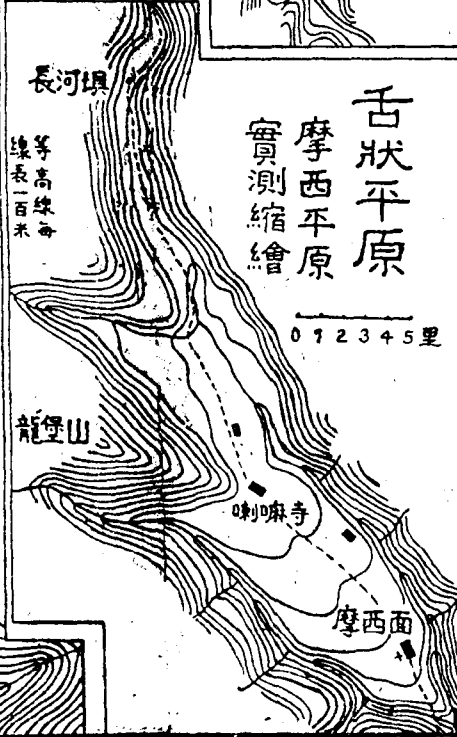 舌狀平原
摩西平原
實測縮繪
0 1 2 3 4 5里
長河壩
等高線每
線長一百米
龍堡山
喇嘛寺
摩西面